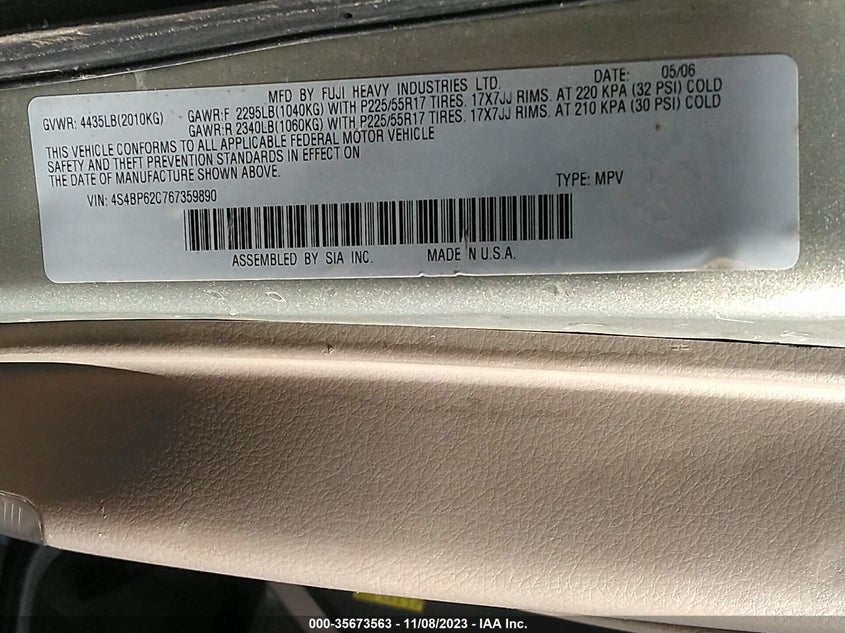 MFD BY FUJI HEAVY INDUSTRIES LTD. DATE: 05/06
GVWR: 4435LB(2010KG) GAWR:F 2295LB(1040KG) WITH P225/55R17 TIRES. 17X7JJ RIMS. AT 220 KPA (32 PSI) COLD
GAWR:R 2340LB(1060KG) WITH P225/55R17 TIRES. 17X7JJ RIMS. AT 210 KPA (30 PSI) COLD
THIS VEHICLE CONFORMS TO ALL APPLICABLE FEDERAL MOTOR VEHICLE
SAFETY AND THEFT PREVENTION STANDARDS IN EFFECT ON
THE DATE OF MANUFACTURE SHOWN ABOVE.
VIN: 4S4BP62C767359890 TYPE: MPV
ASSEMBLED BY SIA INC. MADE IN U.S.A.
000-35673563 — 11/08/2023 — IAA Inc.